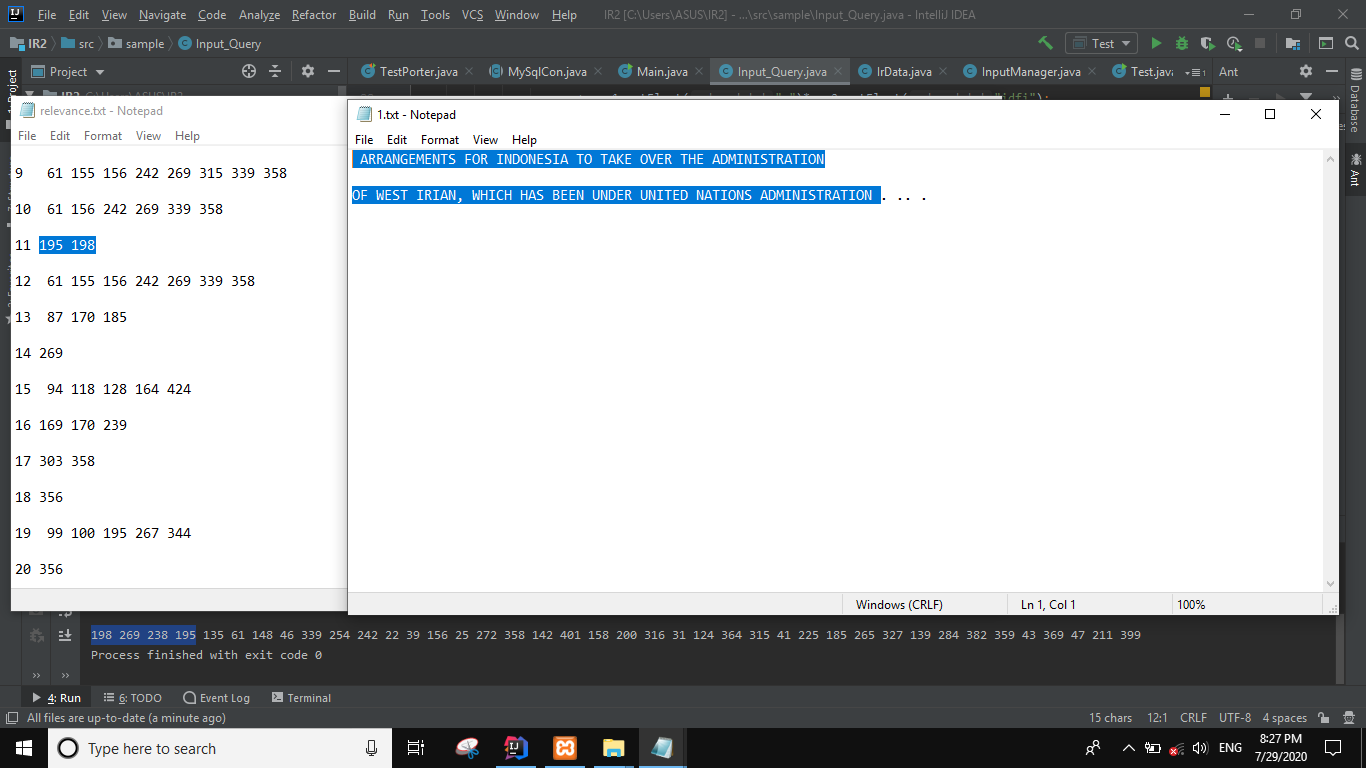 File Edit View Navigate Code Analyze Refactor Build Run Tools VCS Window Help IR2 [C:\Users\ASUS\IR2] - ...\src\sample\Input_Query.java - IntelliJ IDEA
IR2 src sample Input_Query Test
Project TestPorter.java MySqlCon.java Main.java Input_Query.java IrData.java InputManager.java Test.java Ant
Project
Database
Ant
relevance.txt - Notepad
File Edit Format View Help
9 61 155 156 242 269 315 339 358
10 61 156 242 269 339 358
11 195 198
12 61 155 156 242 269 339 358
13 87 170 185
14 269
15 94 118 128 164 424
16 169 170 239
17 303 358
18 356
19 99 100 195 267 344
20 356
1.txt - Notepad
File Edit Format View Help
ARRANGEMENTS FOR INDONESIA TO TAKE OVER THE ADMINISTRATION
OF WEST IRIAN, WHICH HAS BEEN UNDER UNITED NATIONS ADMINISTRATION . .. .
Windows (CRLF) Ln 1, Col 1 100%
198 269 238 195 135 61 148 46 339 254 242 22 39 156 25 272 358 142 401 158 200 316 31 124 364 315 41 225 185 265 327 139 284 382 359 43 369 47 211 399
Process finished with exit code 0
4: Run 6: TODO Event Log Terminal
All files are up-to-date (a minute ago) 15 chars 12:1 CRLF UTF-8 4 spaces
Type here to search ENG 8:27 PM
7/29/2020